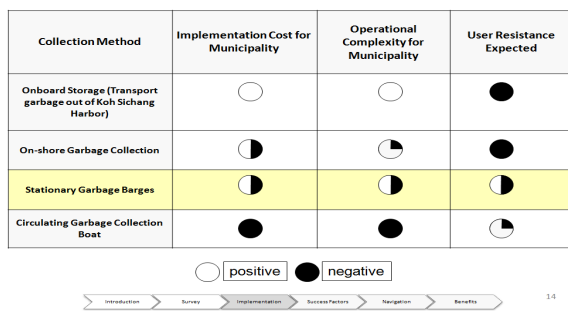 Collection Method
Implementation Cost for
Municipality
Operational
Complexity for
Municipality
User Resistance
Expected
Onboard Storage (Transport
garbage out of Koh Sichang
Harbor)
On-shore Garbage Collection
Stationary Garbage Barges
Circulating Garbage Collection
Boat
positive
negative
Introduction
Survey
Implementation
Success Factors
Navigation
Benefits
14